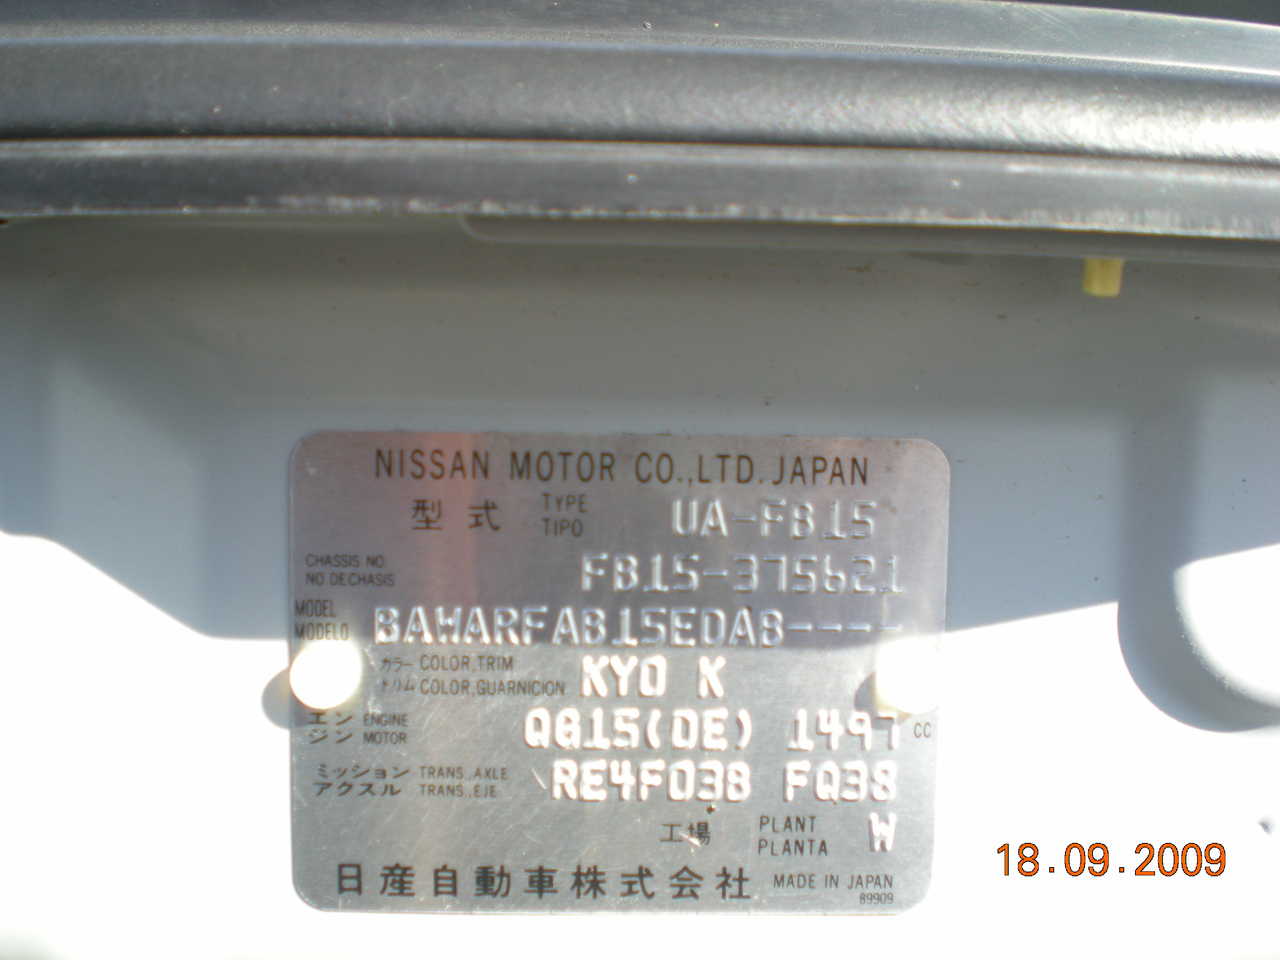 NISSAN MOTOR CO.,LTD.JAPAN
型式 TYPE TIPO UA-FB15
CHASSIS NO. NO DE CHASIS FB15-375621
MODEL MODELO BAWARFAB15EDAB----
カラー COLOR,TRIM
トリム COLOR,GUARNICION KY0 K
エンジン ENGINE MOTOR QG15(DE) 1497 CC
ミッション TRANS.,AXLE
アクスル TRANS.,EJE RE4F03B FQ38
工場 PLANT PLANTA W
日産自動車株式会社 MADE IN JAPAN
89909
18.09.2009